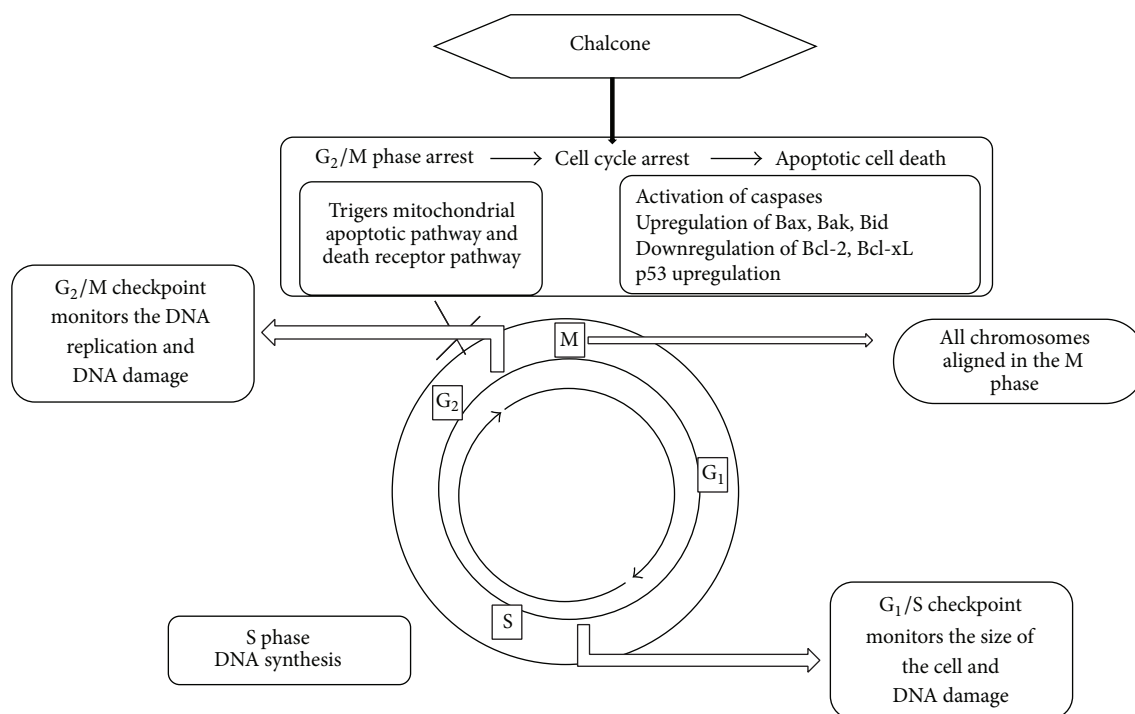 Chalcone
G₂/M phase arrest → Cell cycle arrest → Apoptotic cell death
Trigers mitochondrial
apoptotic pathway and
death receptor pathway
Activation of caspases
Upregulation of Bax, Bak, Bid
Downregulation of Bcl-2, Bcl-xL
p53 upregulation
G₂/M checkpoint
monitors the DNA
replication and
DNA damage
M
All chromosomes
aligned in the M
phase
G₂
G₁
S
S phase
DNA synthesis
G₁/S checkpoint
monitors the size of
the cell and
DNA damage